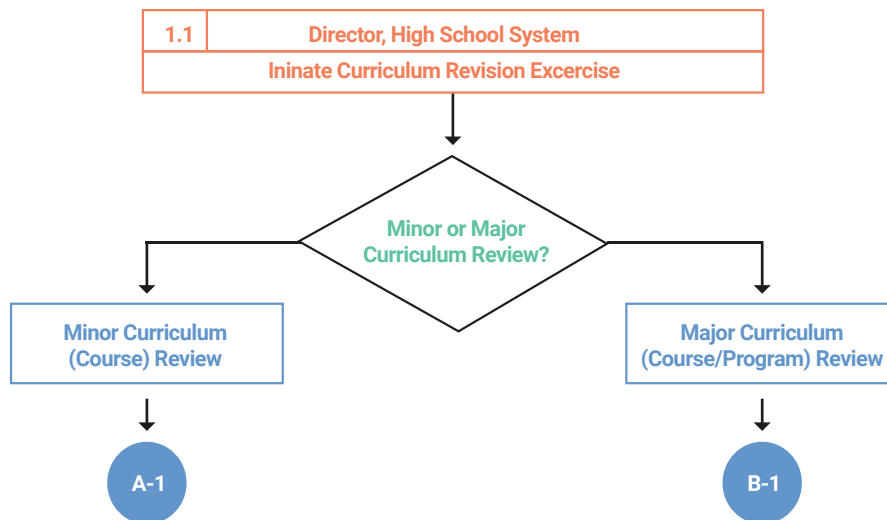 1.1 Director, High School System
Ininate Curriculum Revision Excercise
Minor or Major
Curriculum Review?
Minor Curriculum
(Course) Review
Major Curriculum
(Course/Program) Review
A-1
B-1